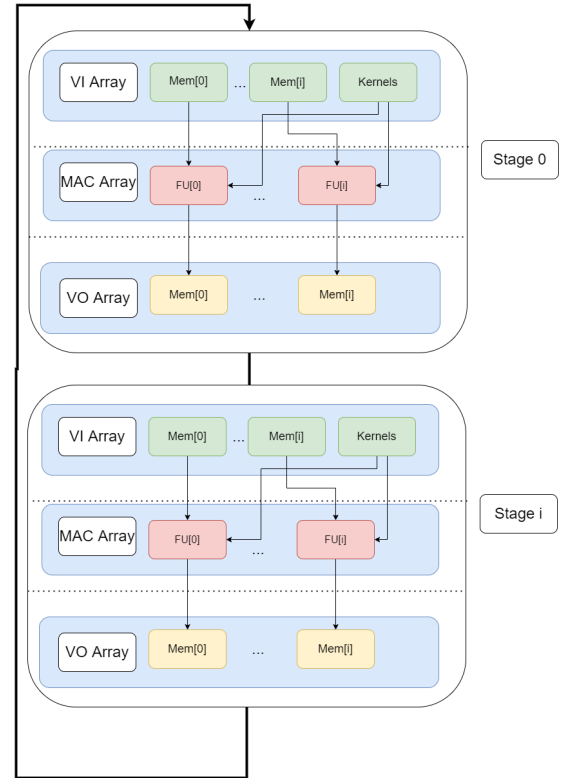 VI Array
Mem[0]
...
Mem[i]
Kernels
Stage 0
MAC Array
FU[0]
...
FU[i]
VO Array
Mem[0]
...
Mem[i]
VI Array
Mem[0]
...
Mem[i]
Kernels
Stage i
MAC Array
FU[0]
...
FU[i]
VO Array
Mem[0]
...
Mem[i]